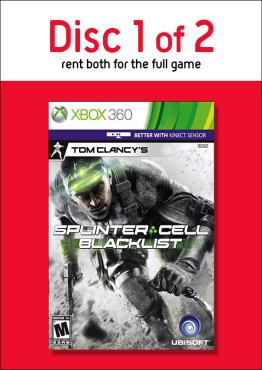 Disc 1 of 2
rent both for the full game
XBOX 360
BETTER WITH KINECT SENSOR
TOM CLANCY'S
SPLINTER CELL
BLACKLIST
MATURE 17+
M
ESRB
UBISOFT